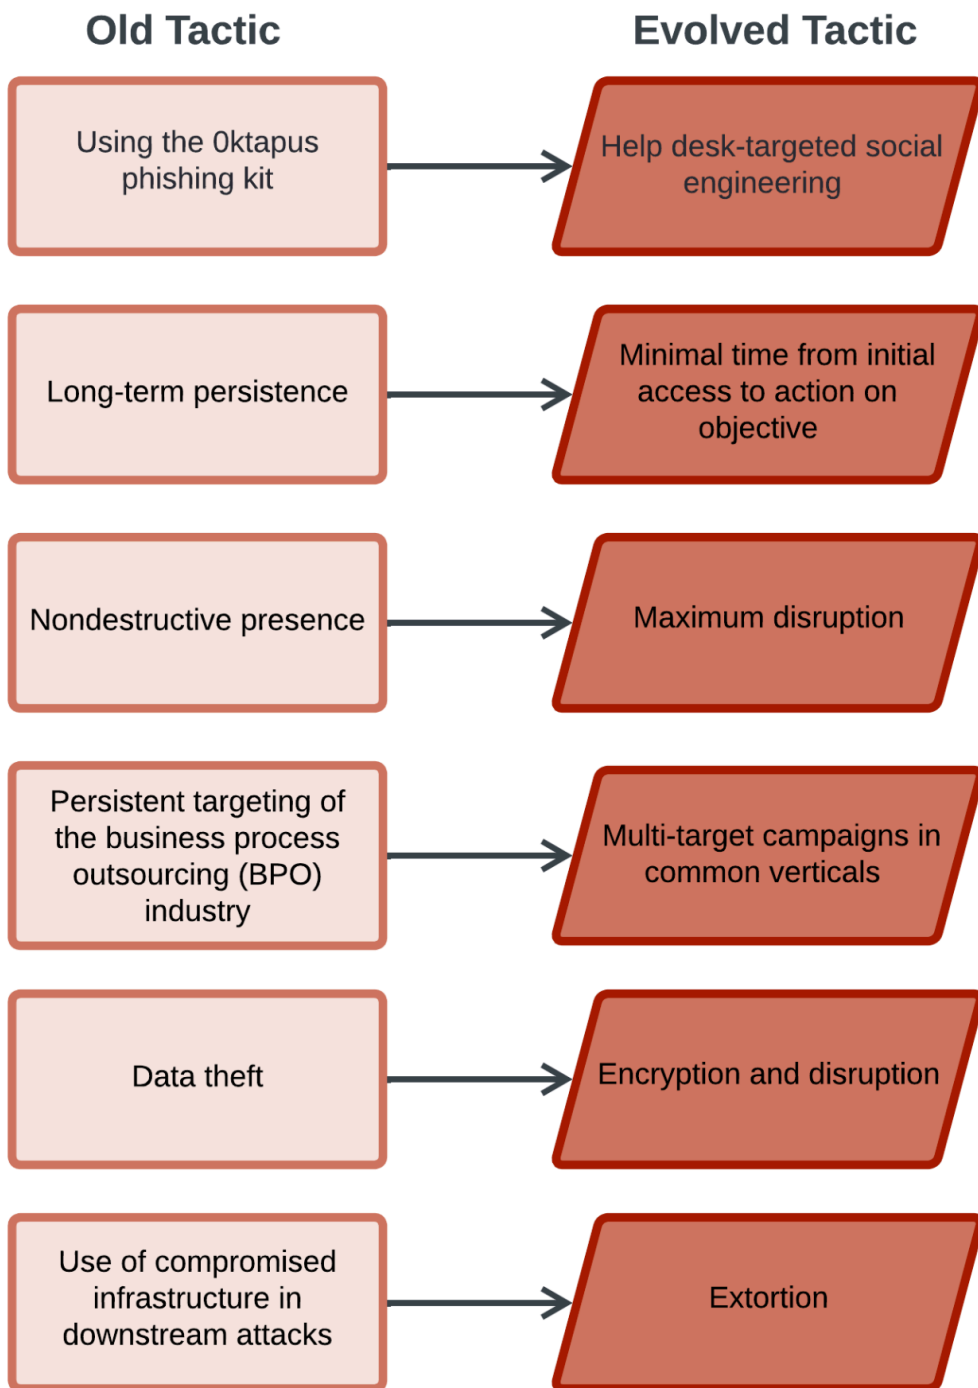 Old Tactic
Evolved Tactic
Using the 0ktapus
phishing kit
Help desk-targeted social
engineering
Long-term persistence
Minimal time from initial
access to action on
objective
Nondestructive presence
Maximum disruption
Persistent targeting of
the business process
outsourcing (BPO)
industry
Multi-target campaigns in
common verticals
Data theft
Encryption and disruption
Use of compromised
infrastructure in
downstream attacks
Extortion